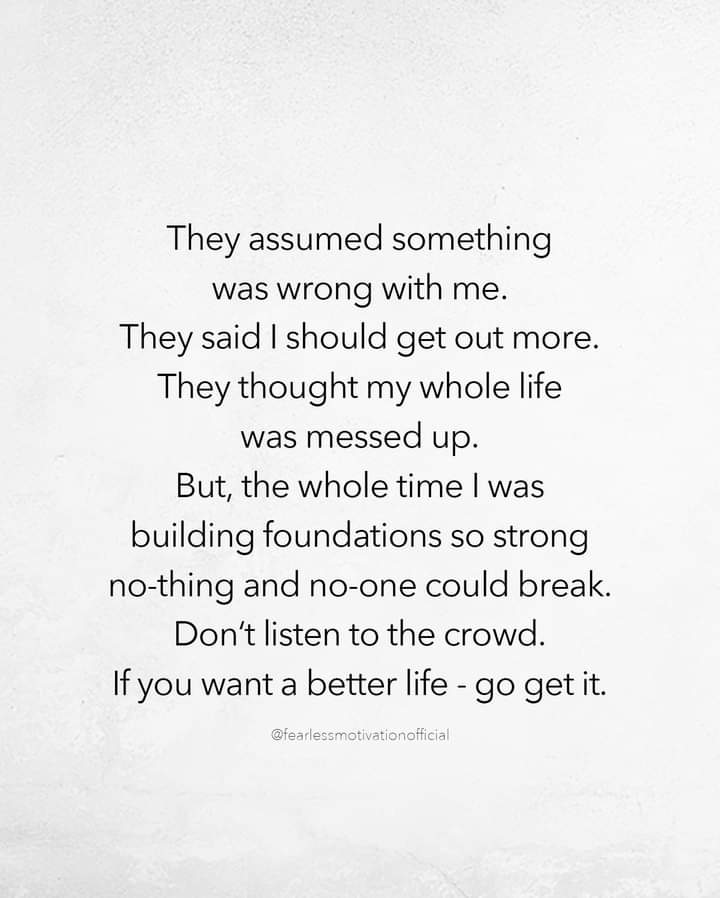 They assumed something
was wrong with me.
They said I should get out more.
They thought my whole life
was messed up.
But, the whole time I was
building foundations so strong
no-thing and no-one could break.
Don't listen to the crowd.
If you want a better life - go get it.
@fearlessmotivationofficial